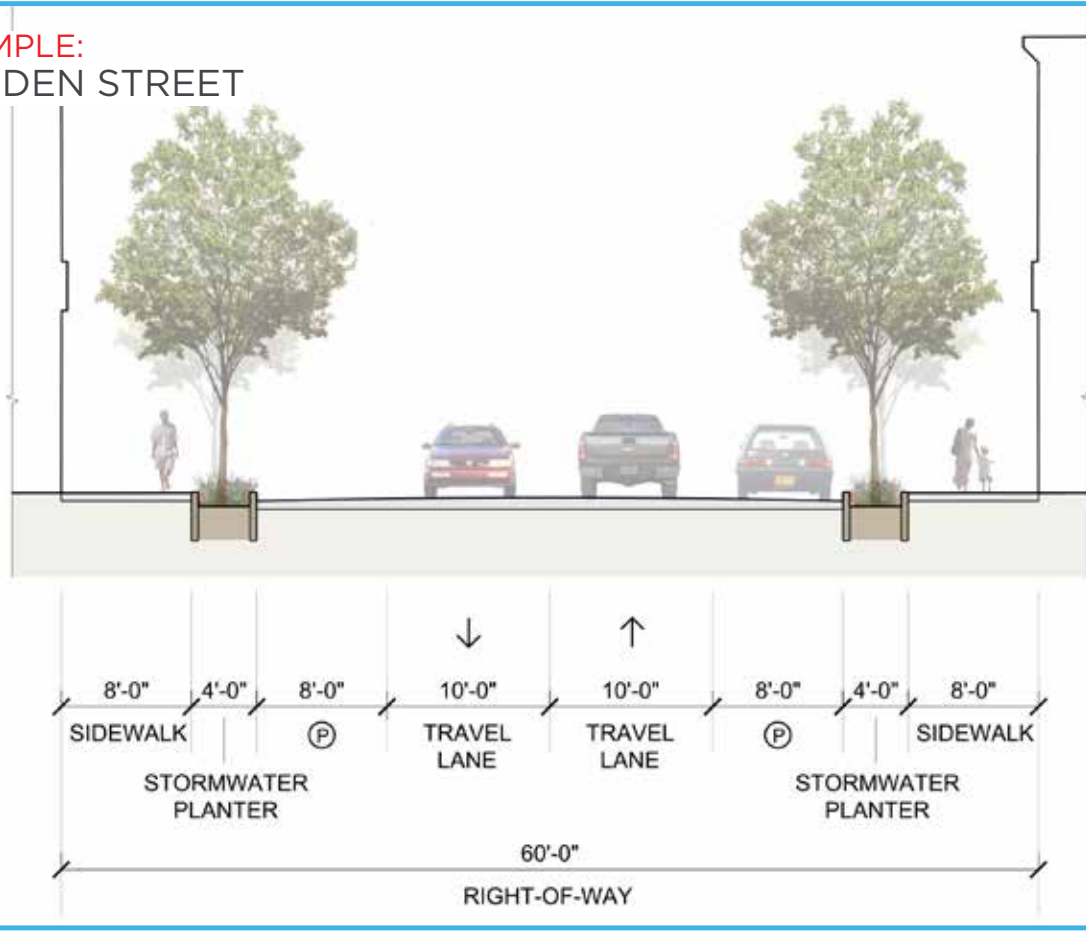 MPLE:
DEN STREET
8'-0" 4'-0" 8'-0" 10'-0" 10'-0" 8'-0" 4'-0" 8'-0"
SIDEWALK P TRAVEL LANE TRAVEL LANE P SIDEWALK
STORMWATER PLANTER STORMWATER PLANTER
60'-0"
RIGHT-OF-WAY